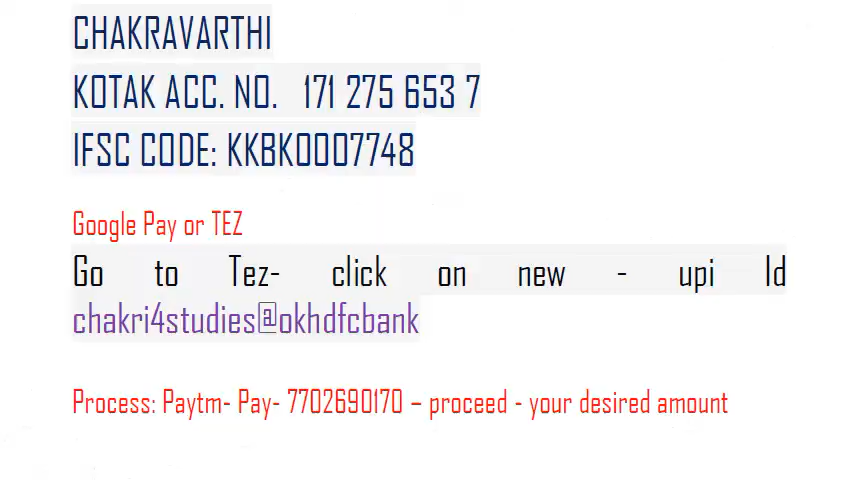 CHAKRAVARTHI
KOTAK ACC. NO. 171 275 653 7
IFSC CODE: KKBK0007748
Google Pay or TEZ
Go to Tez- click on new - upi Id
chakri4studies@okhdfcbank
Process: Paytm- Pay- 7702690170 – proceed - your desired amount